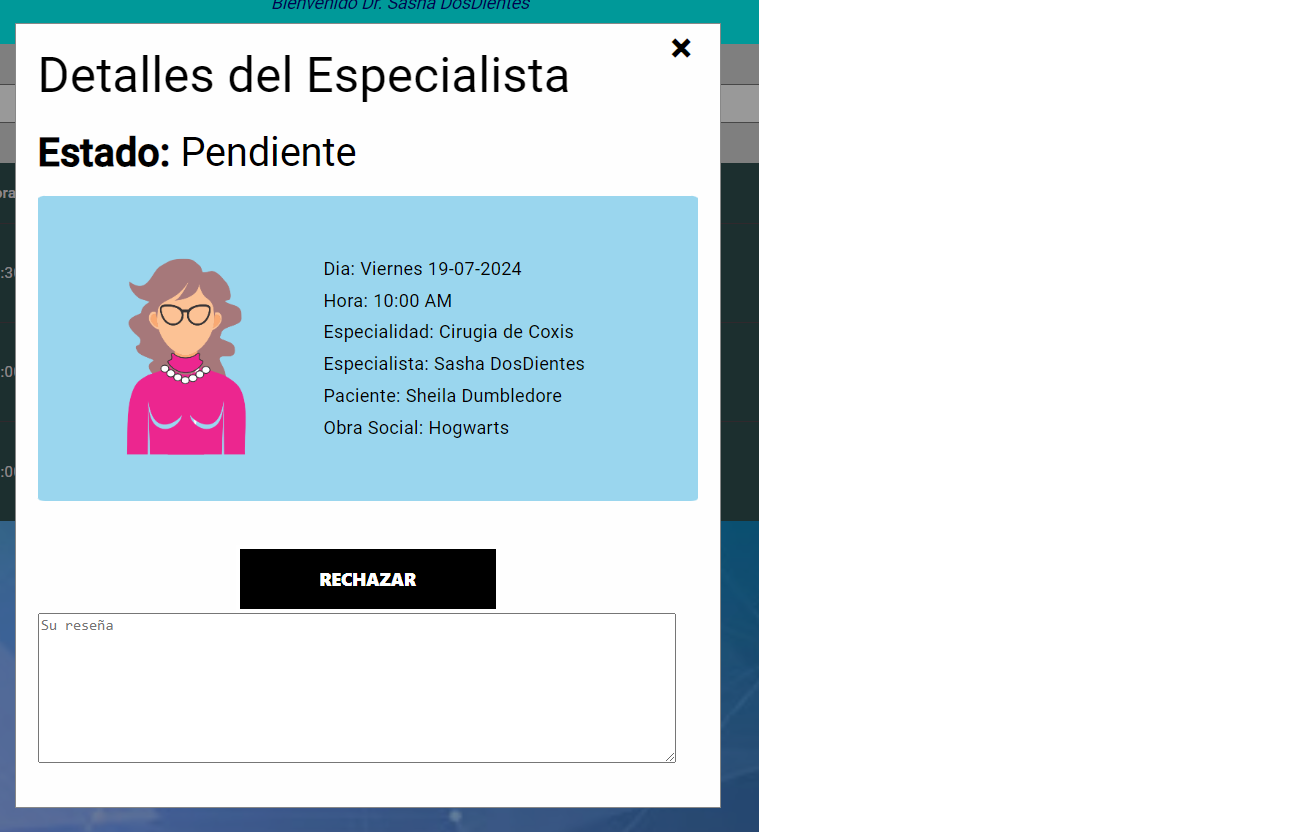 Bienvenido Dr. Sasha DosDientes
Detalles del Especialista
Estado: Pendiente
Dia: Viernes 19-07-2024
Hora: 10:00 AM
Especialidad: Cirugia de Coxis
Especialista: Sasha DosDientes
Paciente: Sheila Dumbledore
Obra Social: Hogwarts
RECHAZAR
Su reseña